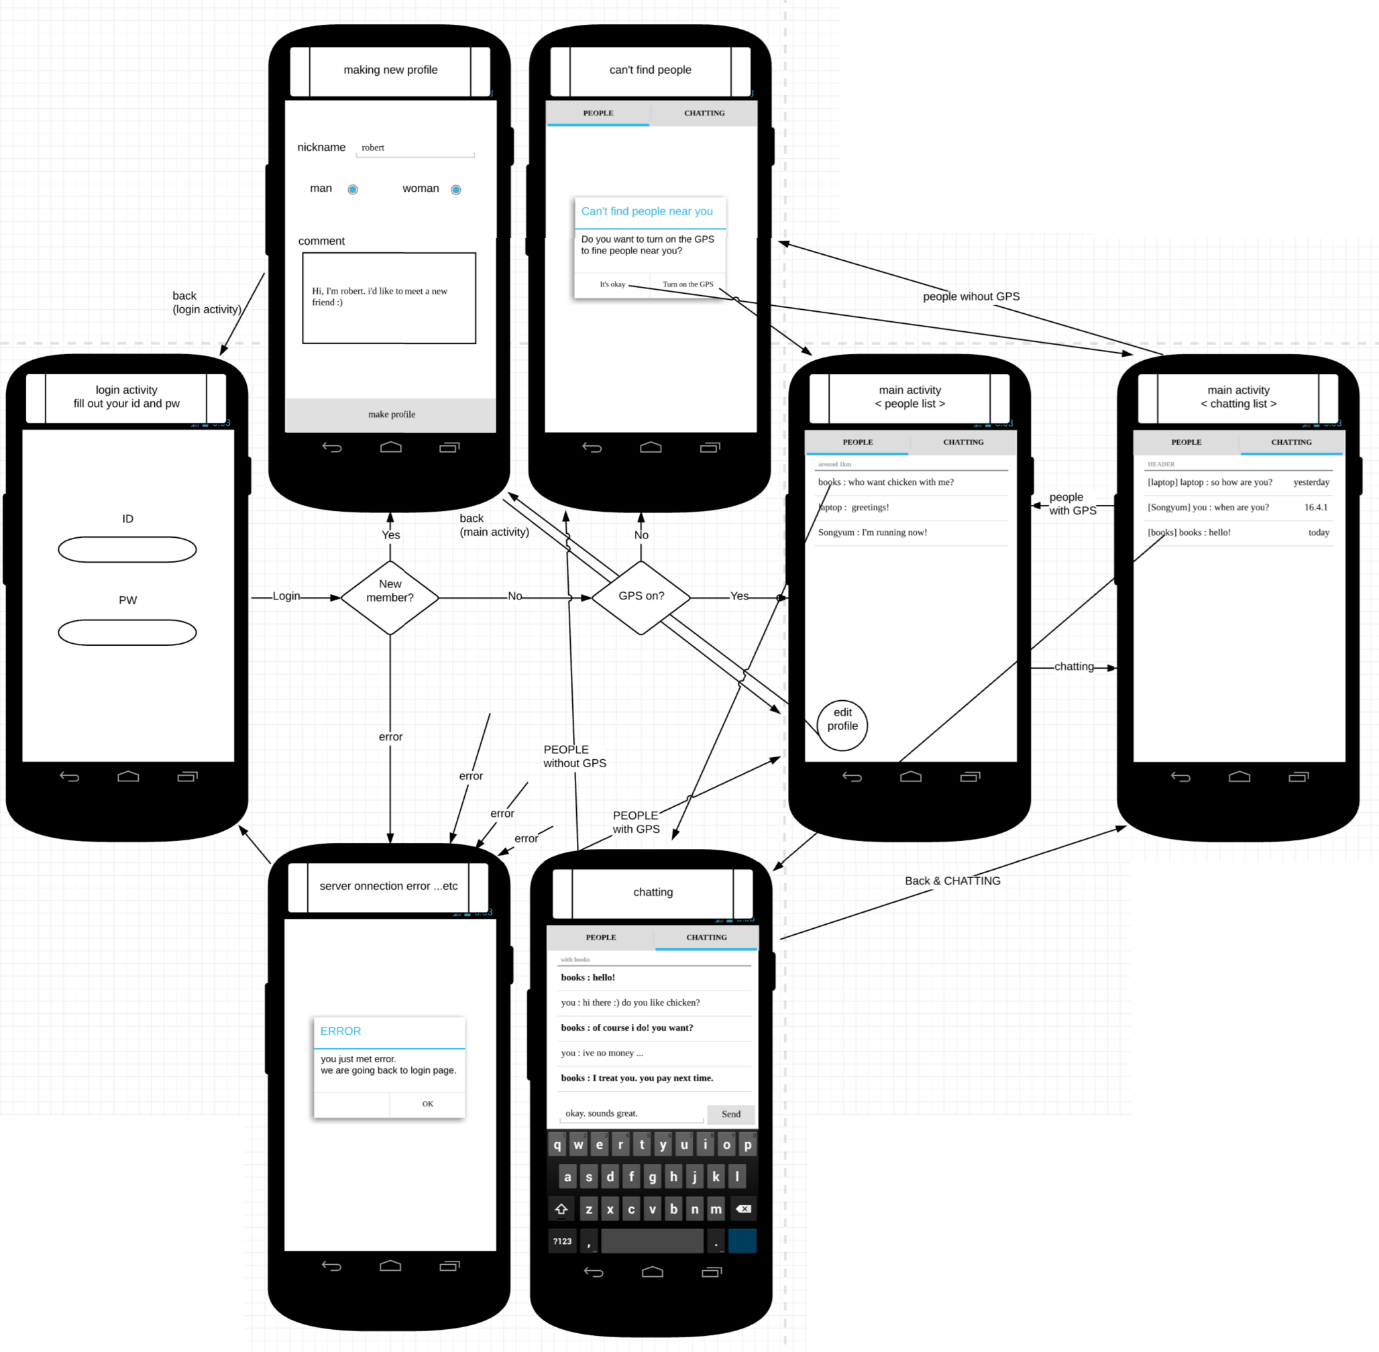 making new profile
nickname
robert
man
woman
comment
Hi, I'm robert. i'd like to meet a new
friend :)
make profile
can't find people
PEOPLE
CHATTING
Can't find people near you
Do you want to turn on the GPS
to fine people near you?
It's okay
Turn on the GPS
back
(login activity)
people wihout GPS
login activity
fill out your id and pw
ID
PW
main activity
< people list >
PEOPLE
CHATTING
around 1km
books : who want chicken with me?
laptop : greetings!
Songyum : I'm running now!
edit
profile
main activity
< chatting list >
PEOPLE
CHATTING
HEADER
[laptop] laptop : so how are you?
yesterday
[Songyum] you : when are you?
16.4.1
[books] books : hello!
today
people
with GPS
chatting
back
(main activity)
Yes
No
Login
New
member?
No
GPS on?
Yes
error
error
error
error
PEOPLE
without GPS
PEOPLE
with GPS
Back & CHATTING
server onnection error ...etc
ERROR
you just met error.
we are going back to login page.
OK
chatting
PEOPLE
CHATTING
with books
books : hello!
you : hi there :) do you like chicken?
books : of course i do! you want?
you : ive no money ...
books : I treat you. you pay next time.
okay. sounds great.
Send
q w e r t y u i o p
a s d f g h j k l
z x c v b n m
?123 , .